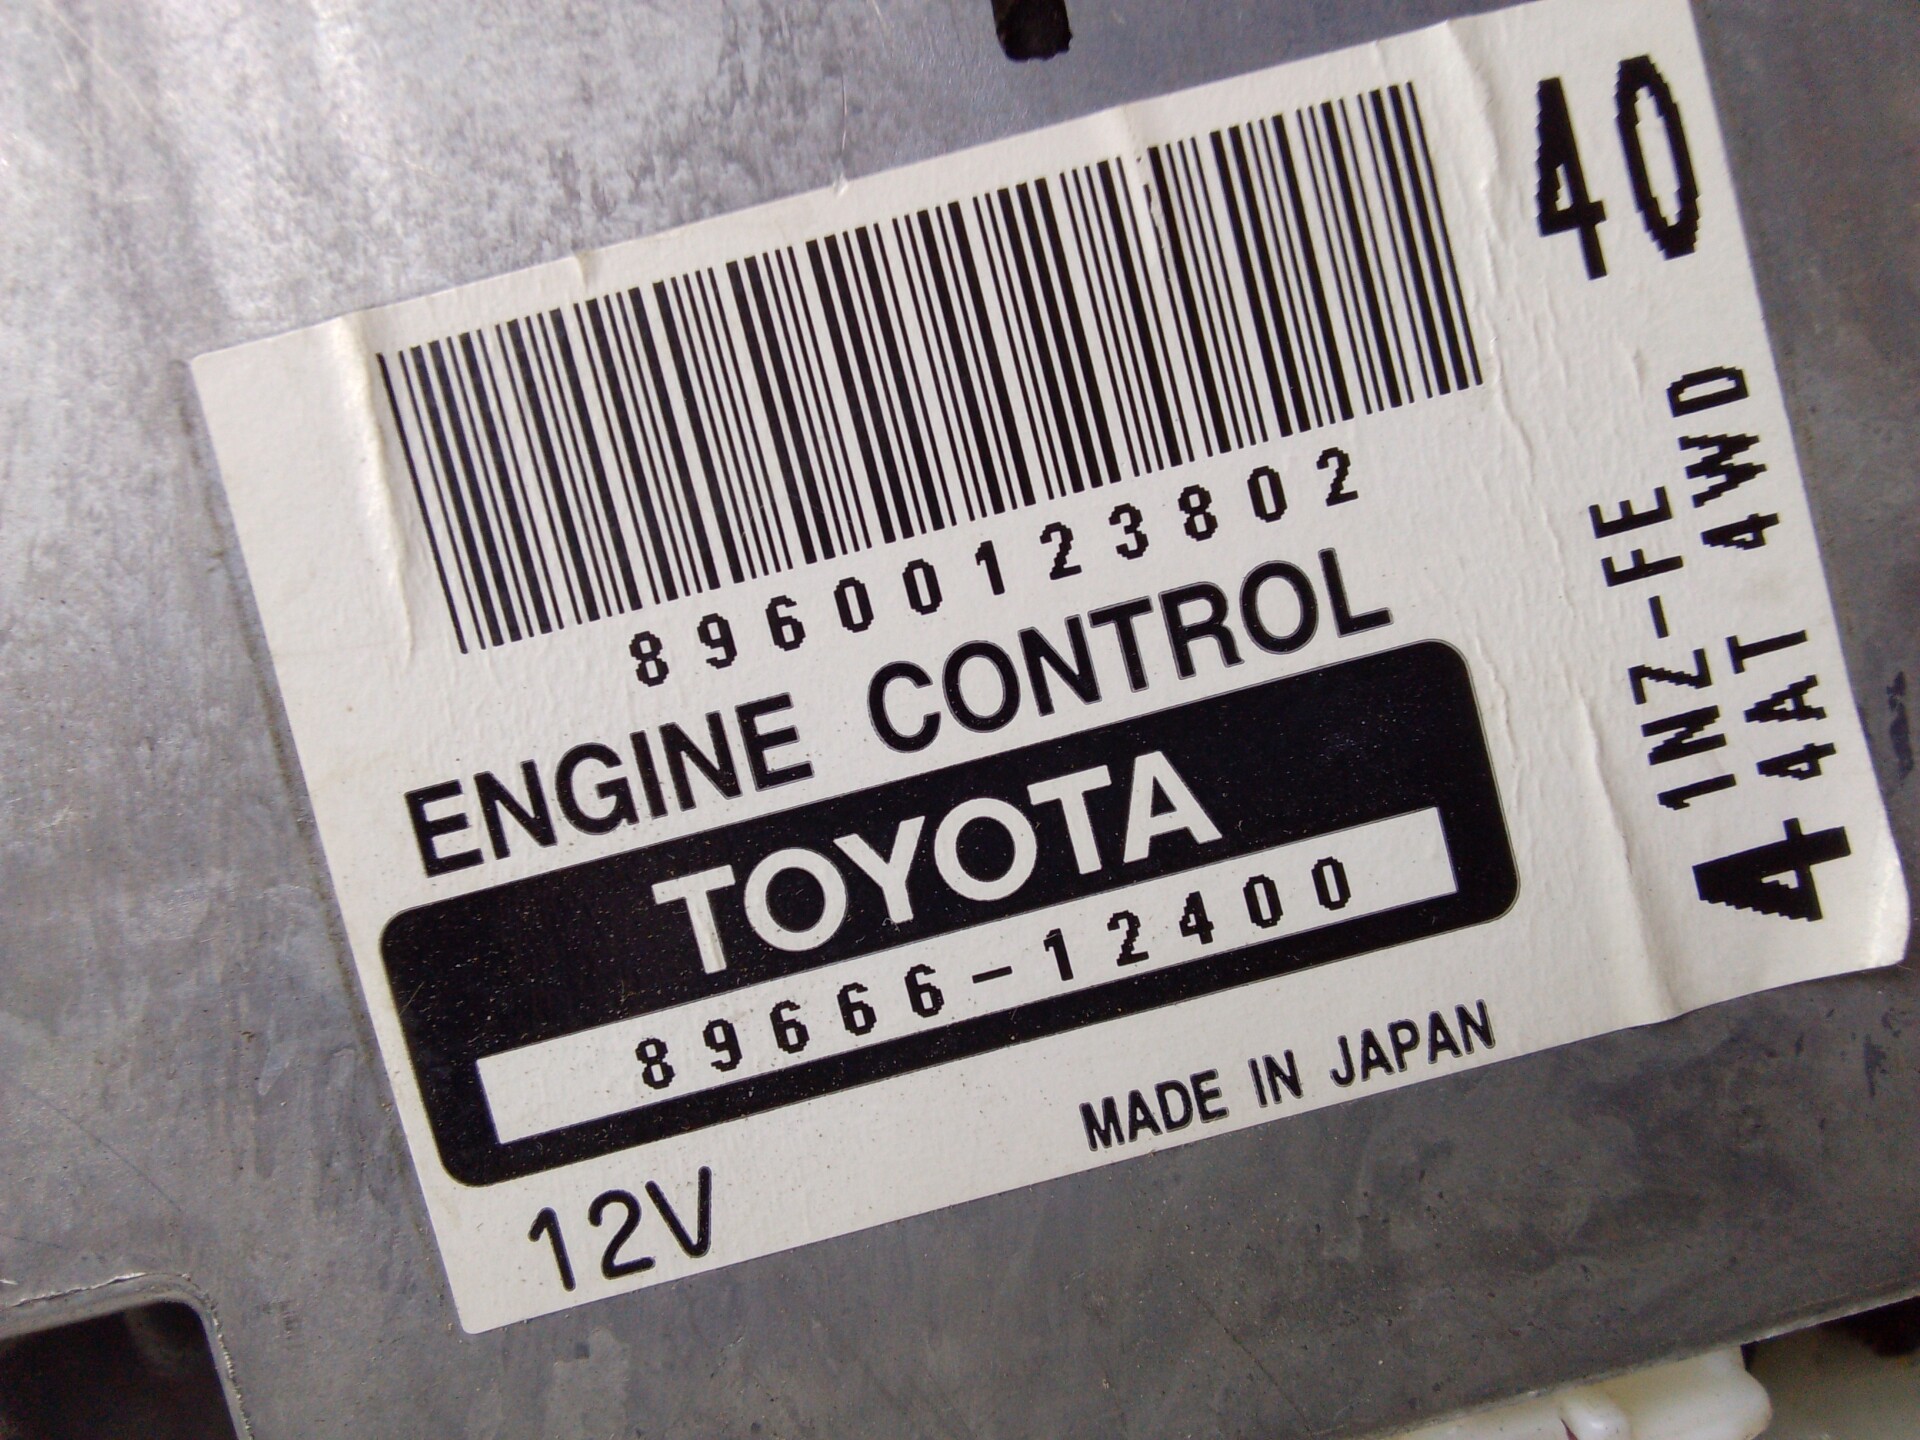 89600123802
ENGINE CONTROL
TOYOTA
89666-12400
12V
MADE IN JAPAN
40
1NZ-FE
4 4AT 4WD